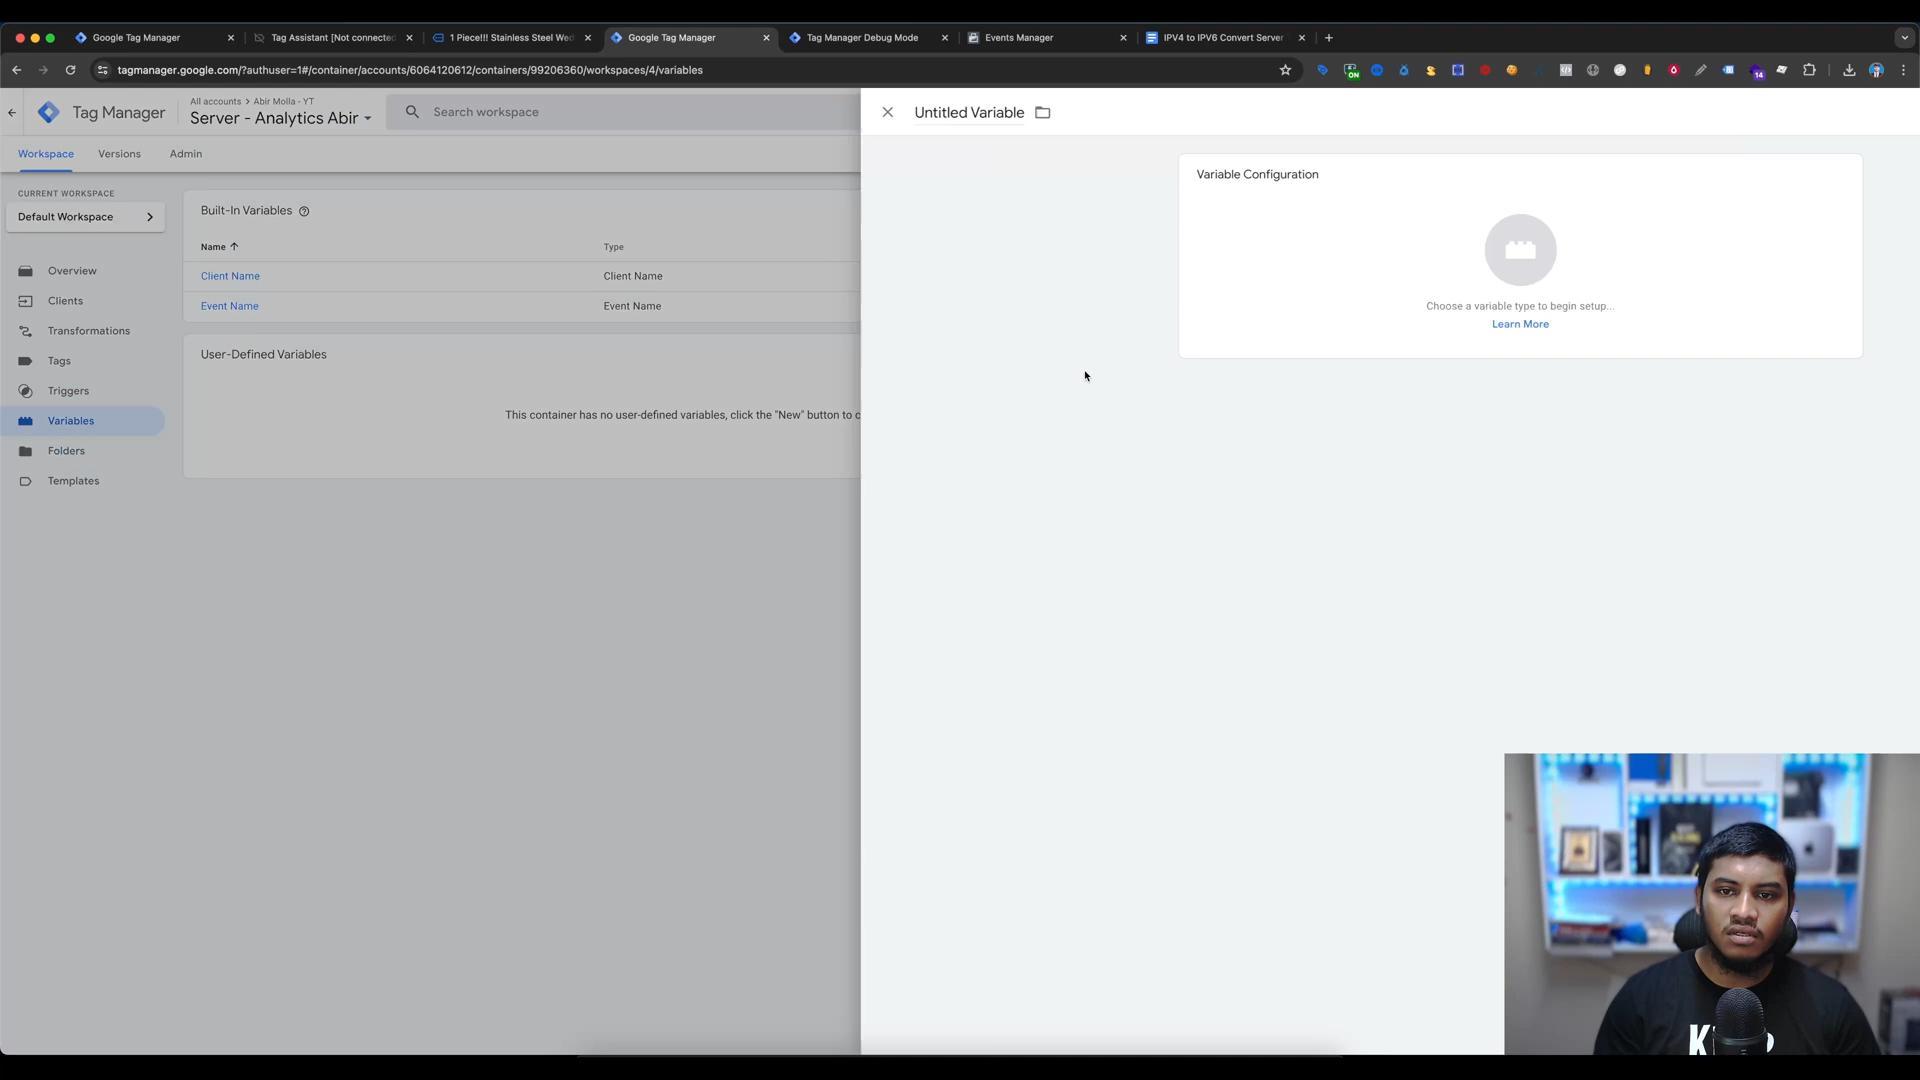 Google Tag Manager
Tag Assistant [Not connected
1 Piece!!! Stainless Steel Wed
Google Tag Manager
Tag Manager Debug Mode
Events Manager
IPV4 to IPV6 Convert Server
tagmanager.google.com/?authuser=1#/container/accounts/6064120612/containers/99206360/workspaces/4/variables
ON
14
Tag Manager
All accounts > Abir Molla - YT
Server - Analytics Abir
Search workspace
Untitled Variable
Workspace
Versions
Admin
CURRENT WORKSPACE
Default Workspace
Overview
Clients
Transformations
Tags
Triggers
Variables
Folders
Templates
Built-In Variables
Name
Type
Client Name
Client Name
Event Name
Event Name
User-Defined Variables
This container has no user-defined variables, click the "New" button to c
Variable Configuration
Choose a variable type to begin setup...
Learn More